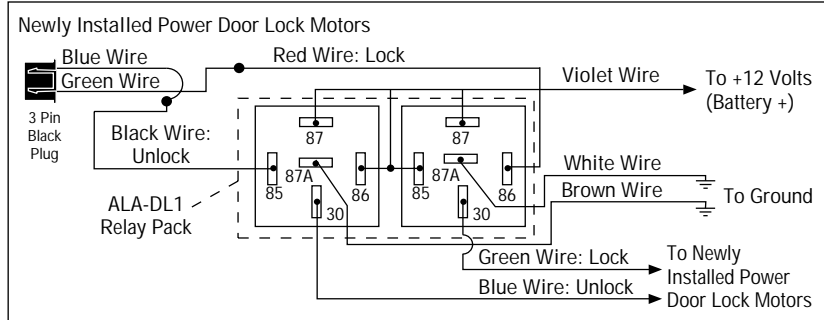 Newly Installed Power Door Lock Motors
Blue Wire
Green Wire
3 Pin
Black
Plug
Red Wire: Lock
Violet Wire
To +12 Volts
(Battery +)
Black Wire:
Unlock
87
87
85
87A
86
85
87A
86
30
30
White Wire
Brown Wire
To Ground
ALA-DL1
Relay Pack
Green Wire: Lock
Blue Wire: Unlock
To Newly
Installed Power
Door Lock Motors